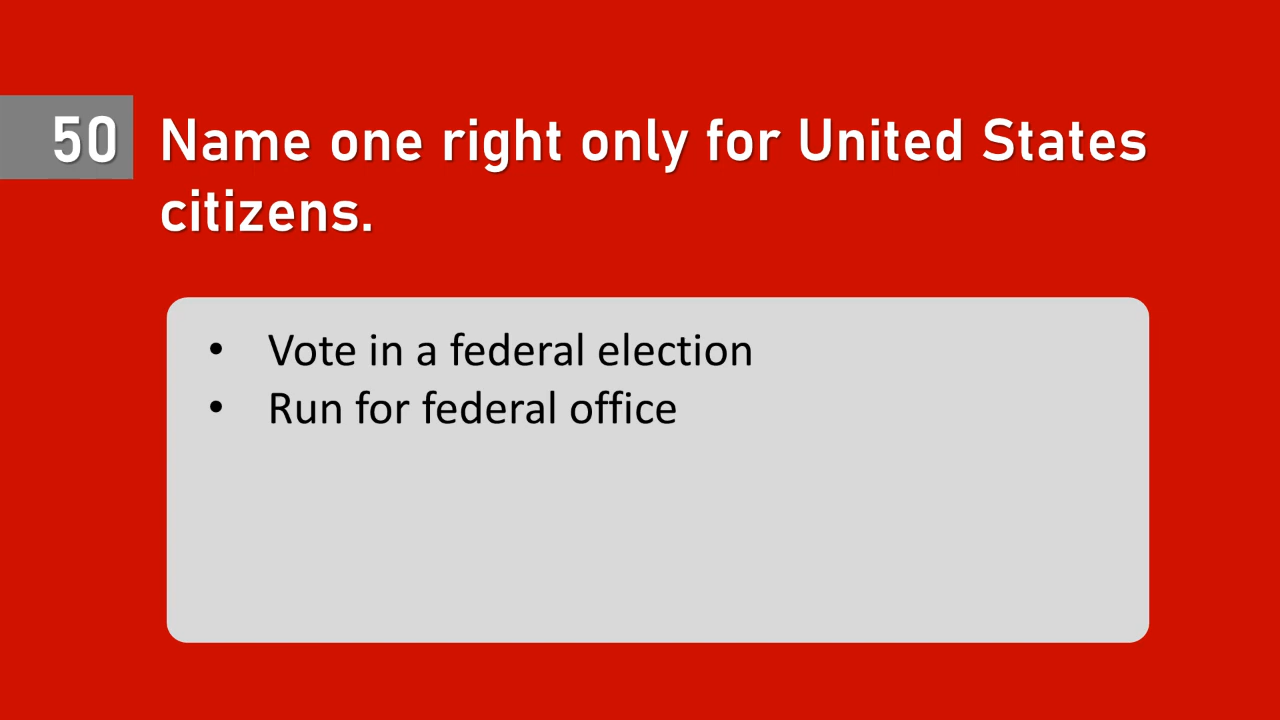 50 Name one right only for United States
citizens.
• Vote in a federal election
• Run for federal office